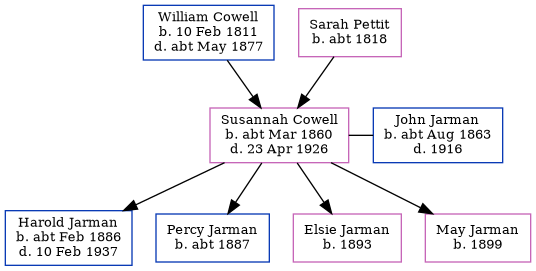 William Cowell
b. 10 Feb 1811
d. abt May 1877
Sarah Pettit
b. abt 1818
Susannah Cowell
b. abt Mar 1860
d. 23 Apr 1926
John Jarman
b. abt Aug 1863
d. 1916
Harold Jarman
b. abt Feb 1886
d. 10 Feb 1937
Percy Jarman
b. abt 1887
Elsie Jarman
b. 1893
May Jarman
b. 1899